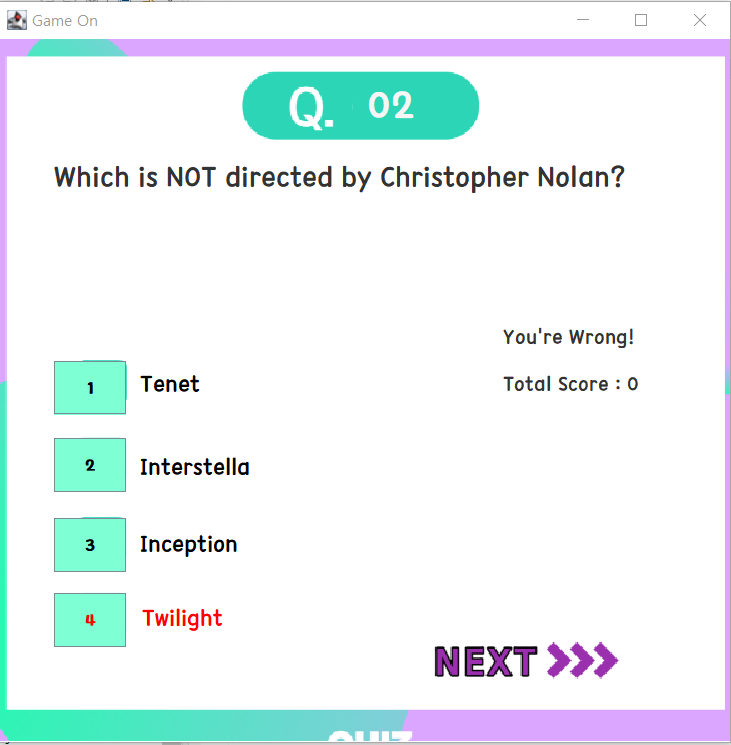 Game On
Q. 02
Which is NOT directed by Christopher Nolan?
You're Wrong!
1 Tenet
Total Score : 0
2 Interstella
3 Inception
4 Twilight
NEXT
QUIZ